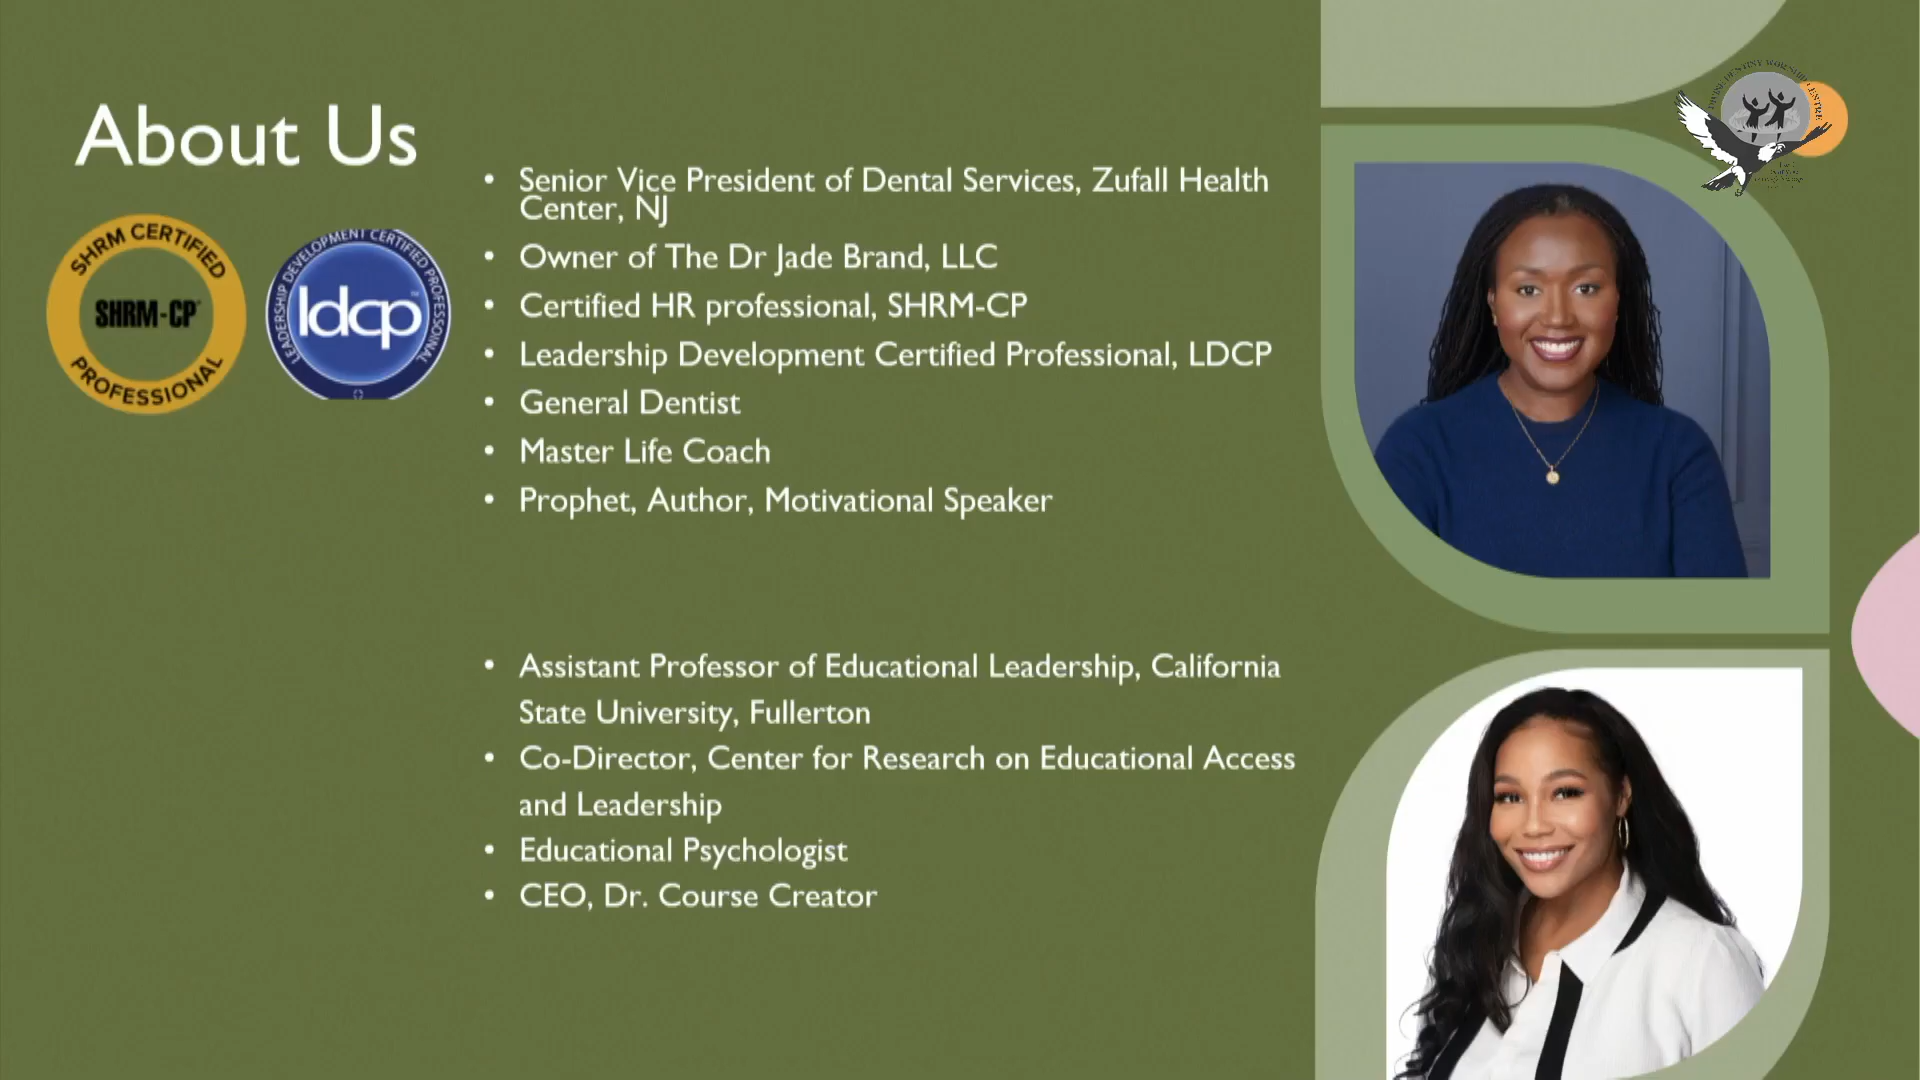 About Us
SHRM CERTIFIED
SHRM-CP
PROFESSIONAL
LEADERSHIP DEVELOPMENT CERTIFIED PROFESSIONAL
ldcp
• Senior Vice President of Dental Services, Zufall Health
Center, NJ
• Owner of The Dr Jade Brand, LLC
• Certified HR professional, SHRM-CP
• Leadership Development Certified Professional, LDCP
• General Dentist
• Master Life Coach
• Prophet, Author, Motivational Speaker
• Assistant Professor of Educational Leadership, California
State University, Fullerton
• Co-Director, Center for Research on Educational Access
and Leadership
• Educational Psychologist
• CEO, Dr. Course Creator